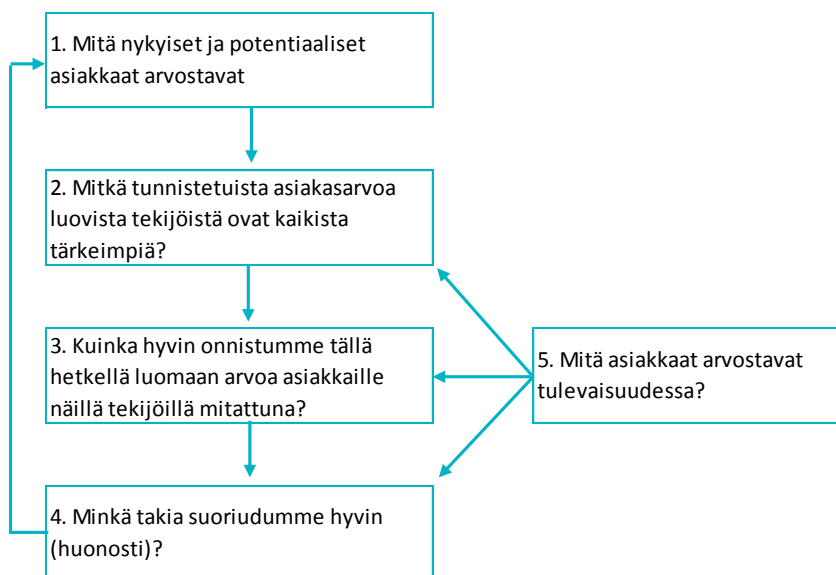 1. Mitä nykyiset ja potentiaaliset
asiakkaat arvostavat
2. Mitkä tunnistetuista asiakasarvoa
luovista tekijöistä ovat kaikista
tärkeimpiä?
3. Kuinka hyvin onnistumme tällä
hetkellä luomaan arvoa asiakkaille
näillä tekijöillä mitattuna?
5. Mitä asiakkaat arvostavat
tulevaisuudessa?
4. Minkä takia suoriudumme hyvin
(huonosti)?